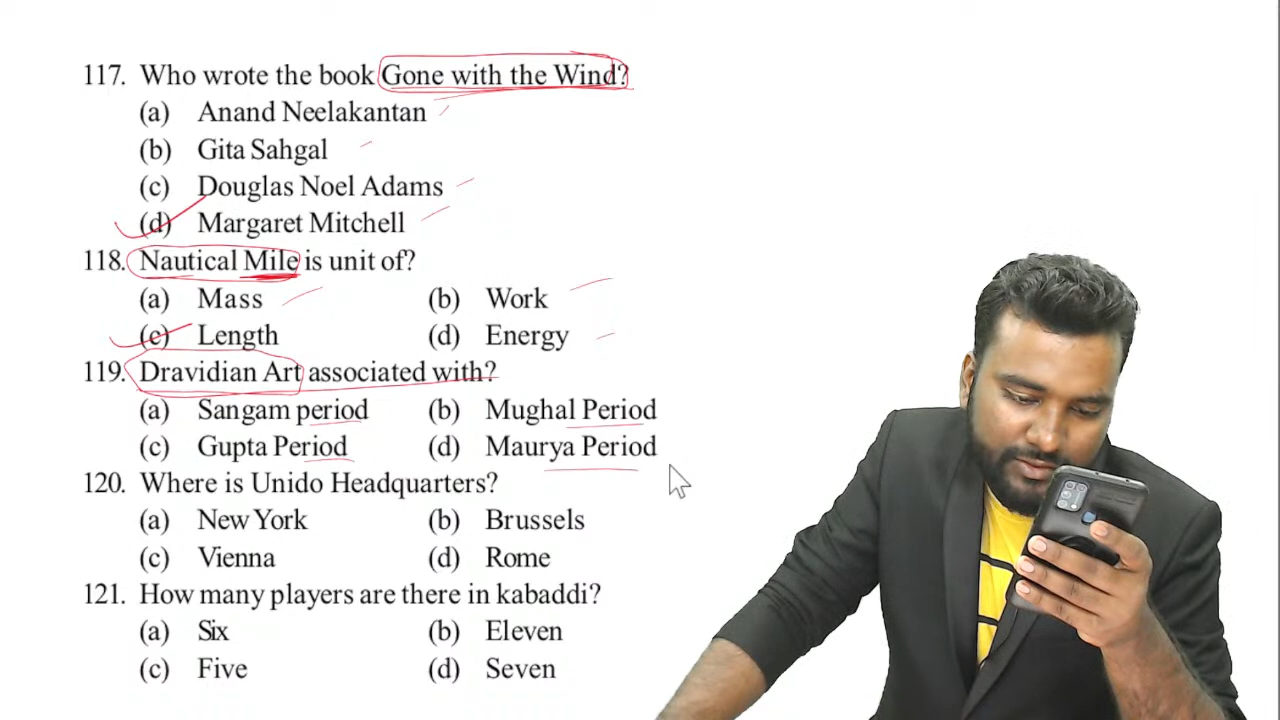 117. Who wrote the book Gone with the Wind?
(a) Anand Neelakantan
(b) Gita Sahgal
(c) Douglas Noel Adams
(d) Margaret Mitchell
118. Nautical Mile is unit of?
(a) Mass (b) Work
(c) Length (d) Energy
119. Dravidian Art associated with?
(a) Sangam period (b) Mughal Period
(c) Gupta Period (d) Maurya Period
120. Where is Unido Headquarters?
(a) New York (b) Brussels
(c) Vienna (d) Rome
121. How many players are there in kabaddi?
(a) Six (b) Eleven
(c) Five (d) Seven